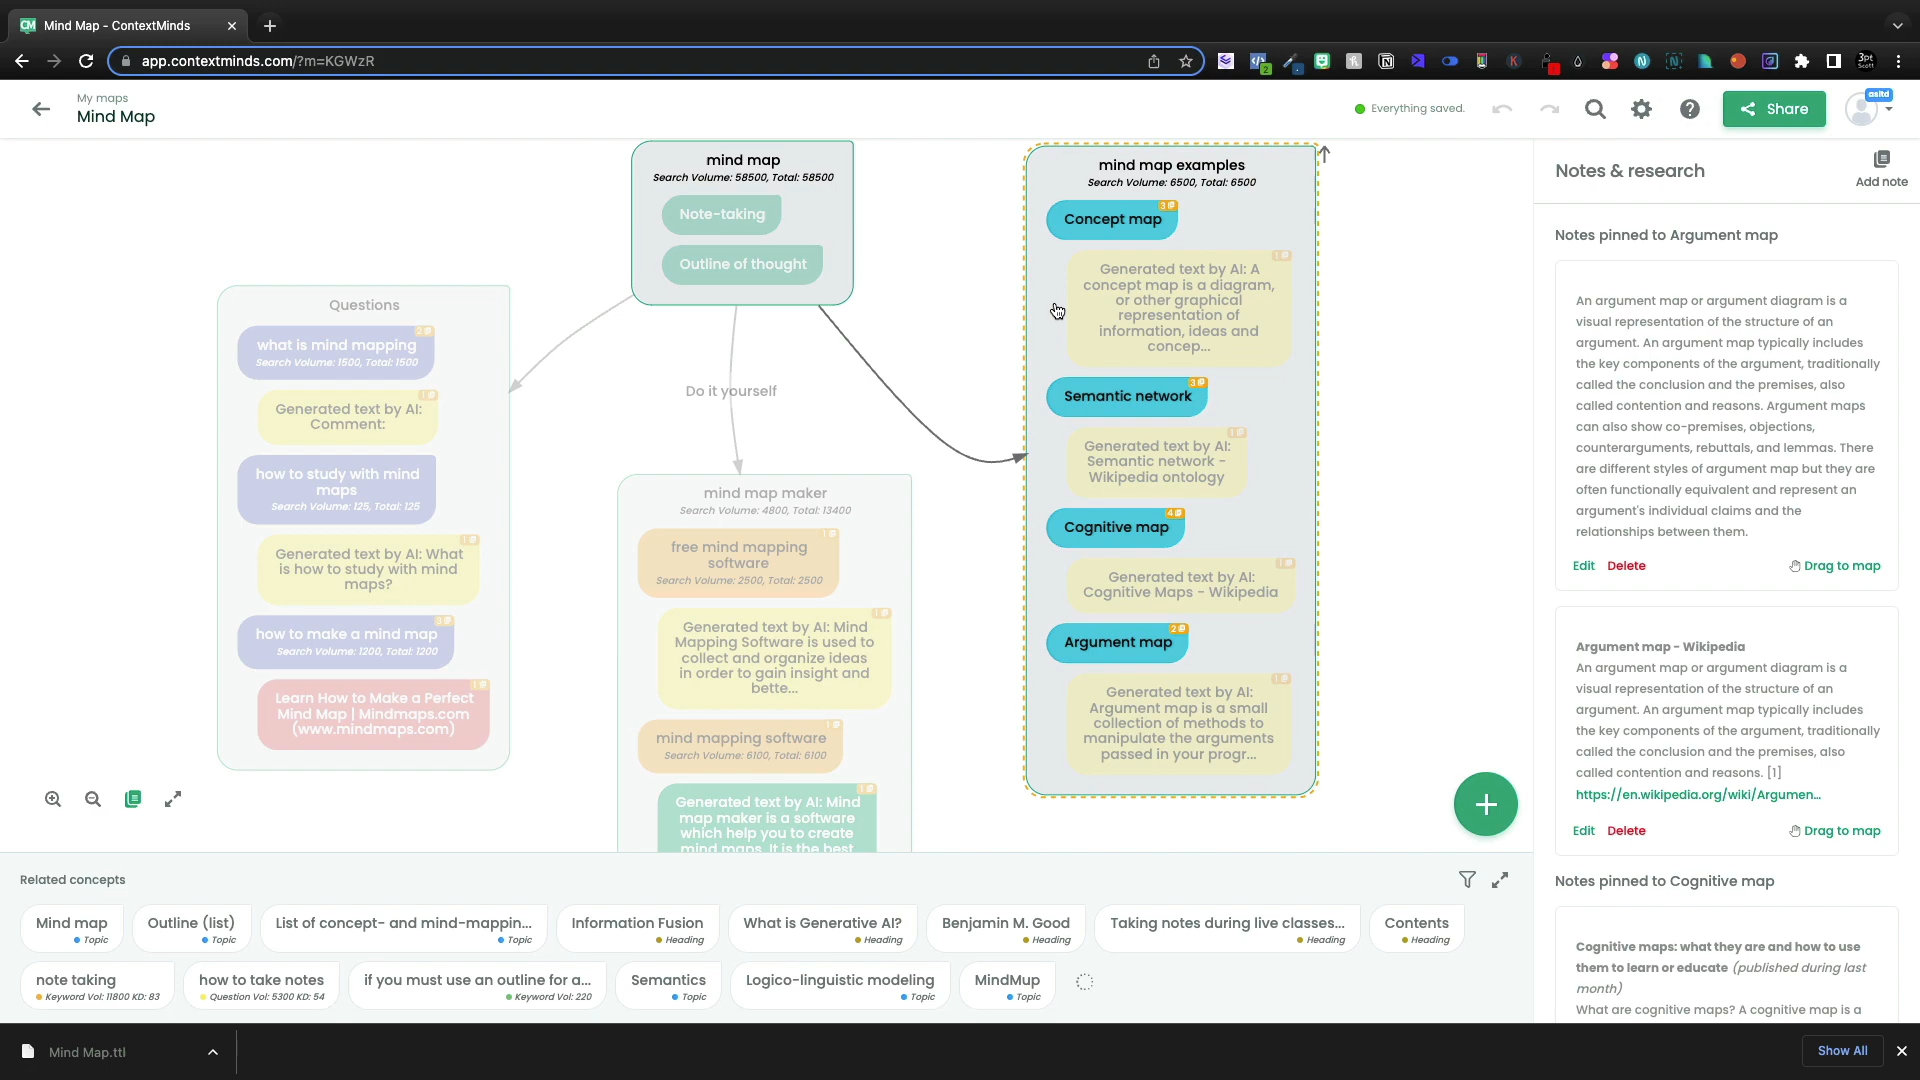 Mind Map - ContextMinds
app.contextminds.com/?m=KGWzR
My maps
Mind Map
Everything saved.
Share
asitd
mind map
Search Volume: 58500, Total: 58500
Note-taking
Outline of thought
Do it yourself
Questions
what is mind mapping
Search Volume: 1500, Total: 1500
Generated text by AI:
Comment:
how to study with mind
maps
Search Volume: 125, Total: 125
Generated text by AI: What
is how to study with mind
maps?
how to make a mind map
Search Volume: 1200, Total: 1200
Learn How to Make a Perfect
Mind Map | Mindmaps.com
(www.mindmaps.com)
mind map maker
Search Volume: 4800, Total: 13400
free mind mapping
software
Search Volume: 2500, Total: 2500
Generated text by AI: Mind
Mapping Software is used to
collect and organize ideas
in order to gain insight and
bette...
mind mapping software
Search Volume: 6100, Total: 6100
Generated text by AI: Mind
map maker is a software
which help you to create
mind maps. It is the best
mind map examples
Search Volume: 6500, Total: 6500
Concept map
Generated text by AI: A
concept map is a diagram,
or other graphical
representation of
information, ideas and
concep...
Semantic network
Generated text by AI:
Semantic network -
Wikipedia ontology
Cognitive map
Generated text by AI:
Cognitive Maps - Wikipedia
Argument map
Generated text by AI:
Argument map is a small
collection of methods to
manipulate the arguments
passed in your progr...
Notes & research
Add note
Notes pinned to Argument map
An argument map or argument diagram is a
visual representation of the structure of an
argument. An argument map typically includes
the key components of the argument, traditionally
called the conclusion and the premises, also
called contention and reasons. Argument maps
can also show co-premises, objections,
counterarguments, rebuttals, and lemmas. There
are different styles of argument map but they are
often functionally equivalent and represent an
argument's individual claims and the
relationships between them.
Edit Delete Drag to map
Argument map - Wikipedia
An argument map or argument diagram is a
visual representation of the structure of an
argument. An argument map typically includes
the key components of the argument, traditionally
called the conclusion and the premises, also
called contention and reasons. [1]
https://en.wikipedia.org/wiki/Argumen...
Edit Delete Drag to map
Notes pinned to Cognitive map
Cognitive maps: what they are and how to use
them to learn or educate (published during last
month)
What are cognitive maps? A cognitive map is a
Related concepts
Mind map
Topic
Outline (list)
Topic
List of concept- and mind-mappin...
Topic
Information Fusion
Heading
What is Generative AI?
Heading
Benjamin M. Good
Heading
Taking notes during live classes...
Heading
Contents
Heading
note taking
Keyword Vol: 11800 KD: 83
how to take notes
Question Vol: 5300 KD: 54
if you must use an outline for a...
Keyword Vol: 220
Semantics
Topic
Logico-linguistic modeling
Topic
MindMup
Topic
Mind Map.ttl
Show All